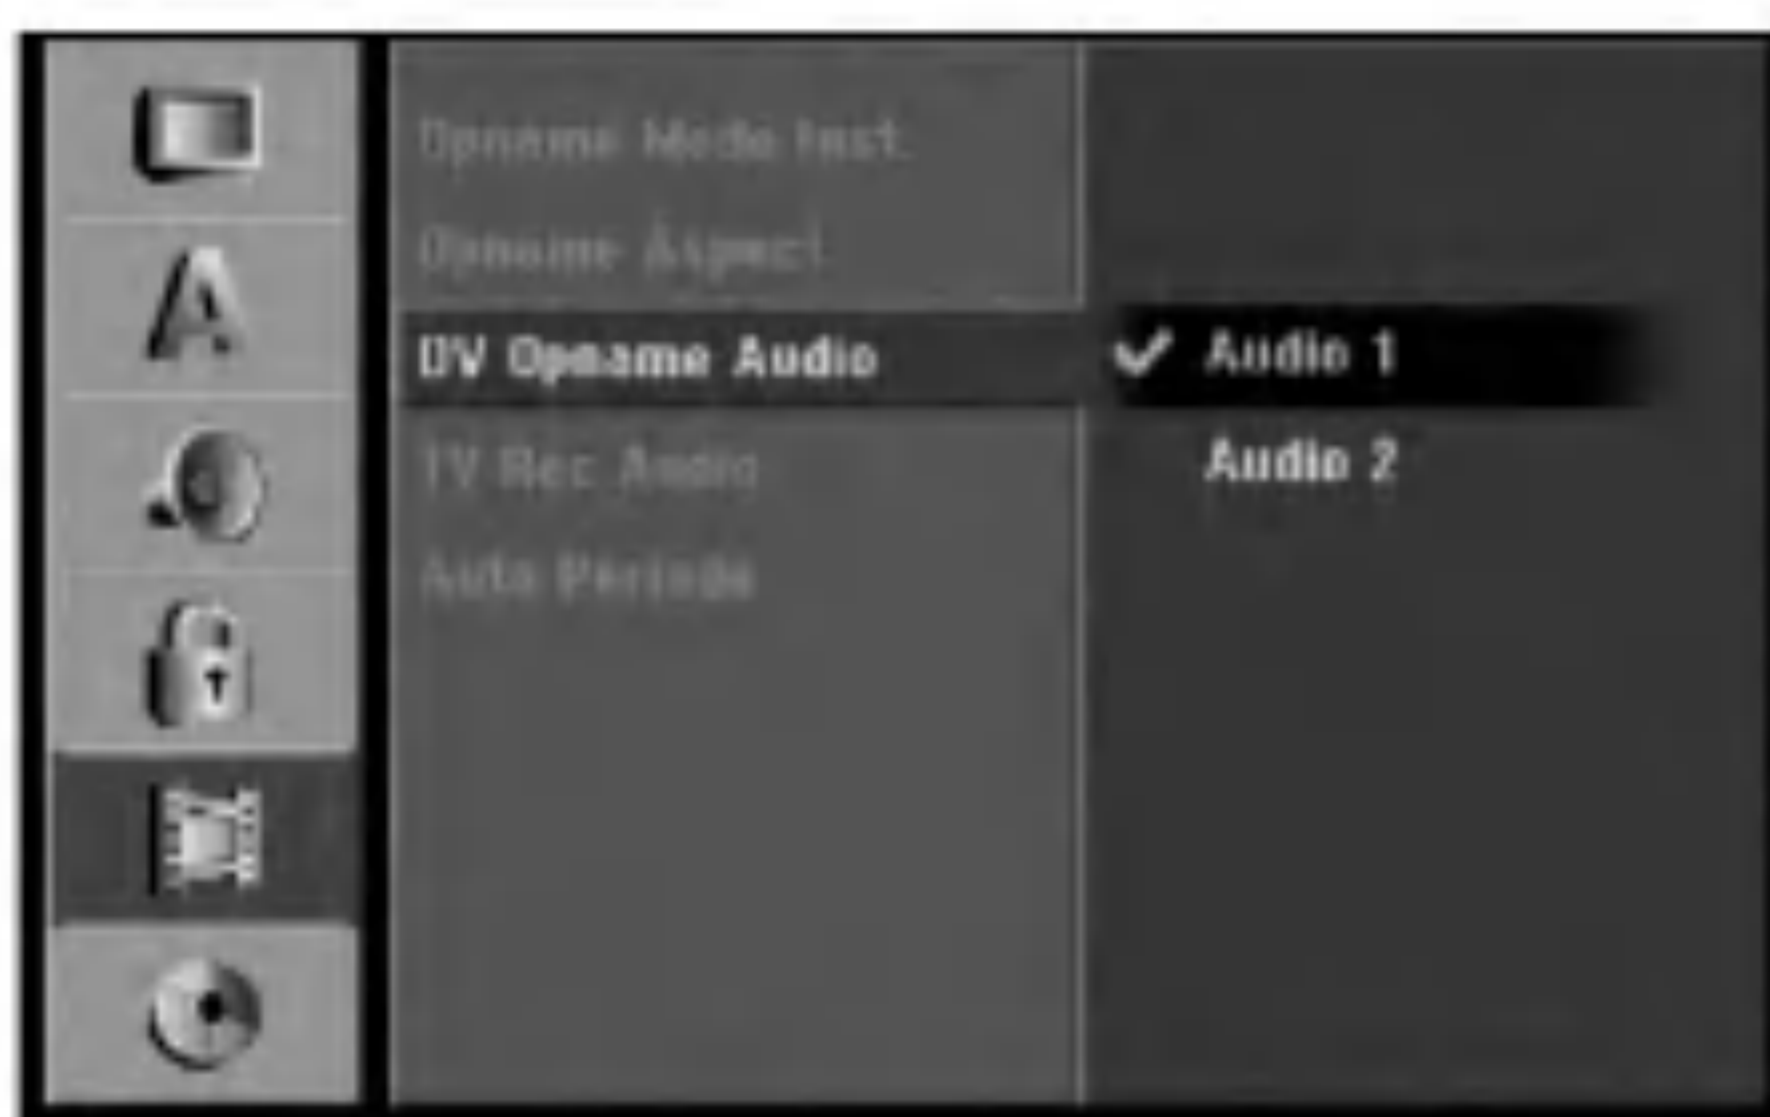 Opname Mode Inst.
Opname Aspect
DV Opname Audio
TV Rec Audio
Auto Periode
Audio 1
Audio 2